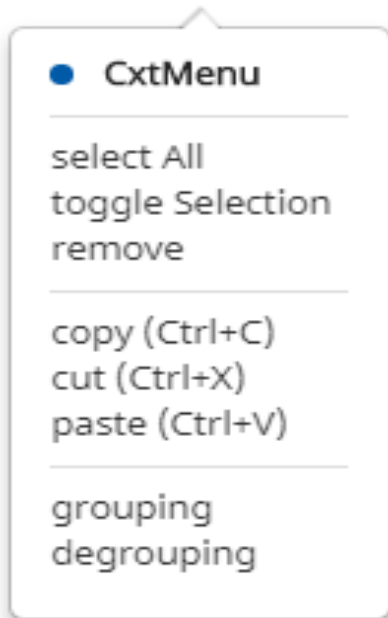 CxtMenu
select All
toggle Selection
remove
copy (Ctrl+C)
cut (Ctrl+X)
paste (Ctrl+V)
grouping
degrouping